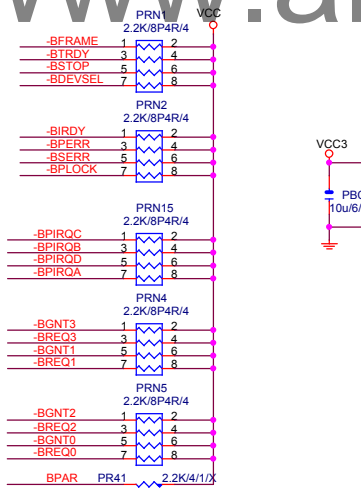 www.a
PRN1 VCC
2.2K/8P4R/4
-BFRAME 1 2
-BTRDY 3 4
-BSTOP 5 6
-BDEVSEL 7 8
PRN2
2.2K/8P4R/4
-BIRDY 1 2
-BPERR 3 4
-BSERR 5 6
-BPLOCK 7 8
VCC3
PBC
10u/6/
PRN15
2.2K/8P4R/4
-BPIRQC 1 2
-BPIRQB 3 4
-BPIRQD 5 6
-BPIRQA 7 8
PRN4
2.2K/8P4R/4
-BGNT3 1 2
-BREQ3 3 4
-BGNT1 5 6
-BREQ1 7 8
PRN5
2.2K/8P4R/4
-BGNT2 1 2
-BREQ2 3 4
-BGNT0 5 6
-BREQ0 7 8
BPAR PR41 2.2K/4/1/X